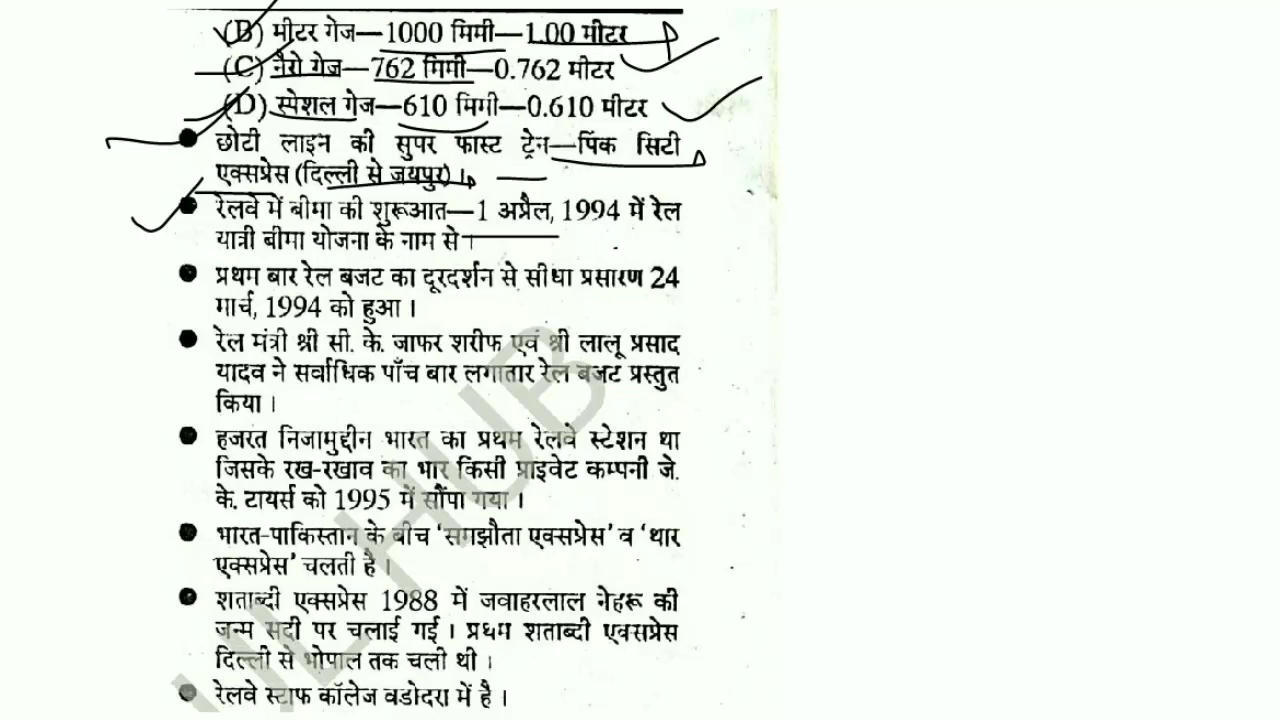 (B) मीटर गेज—1000 मिमी—1.00 मीटर
(C) नैरो गेज—762 मिमी—0.762 मीटर
(D) स्पेशल गेज—610 मिमी—0.610 मीटर
● छोटी लाइन की सुपर फास्ट ट्रेन—पिंक सिटी
एक्सप्रेस (दिल्ली से जयपुर)।
● रेलवे में बीमा की शुरूआत—1 अप्रैल, 1994 में रेल
यात्री बीमा योजना के नाम से।
● प्रथम बार रेल बजट का दूरदर्शन से सीधा प्रसारण 24
मार्च, 1994 को हुआ।
● रेल मंत्री श्री सी. के. जाफर शरीफ एवं श्री लालू प्रसाद
यादव ने सर्वाधिक पाँच बार लगातार रेल बजट प्रस्तुत
किया।
● हजरत निजामुद्दीन भारत का प्रथम रेलवे स्टेशन था
जिसके रख-रखाव का भार किसी प्राइवेट कम्पनी जे.
के. टायर्स को 1995 में सौंपा गया।
● भारत-पाकिस्तान के बीच 'समझौता एक्सप्रेस' व 'थार
एक्सप्रेस' चलती है।
● शताब्दी एक्सप्रेस 1988 में जवाहरलाल नेहरू की
जन्म सदी पर चलाई गई। प्रथम शताब्दी एक्सप्रेस
दिल्ली से भोपाल तक चली थी।
● रेलवे स्टाफ कॉलेज वडोदरा में है।
HUB